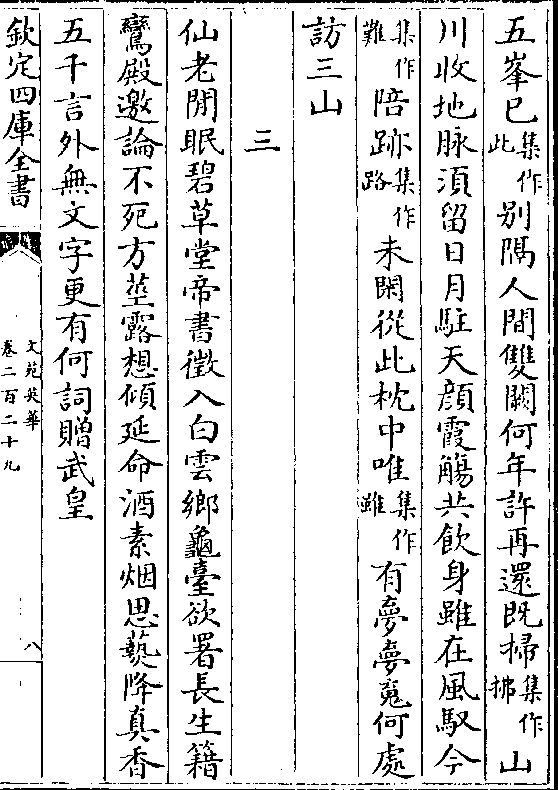 五峯已集作此別隔人間雙闕何年許再還既掃集作拂山
川收地脉湏留日月駐天顔霞觴共飲身雖在風馭今
集作難陪跡集作路未閑從此枕中唯集作雖有夢夢䰟何處
訪三山
三
仙老閒眠碧草堂帝書徵入白雲鄉龜臺欲署長生籍
鸞殿邀論不死方莖露想傾延命酒素烟思爇降真香
五千言外無文字更有何詞贈武皇
欽定四庫全書
文苑英華
卷二百二十九
八